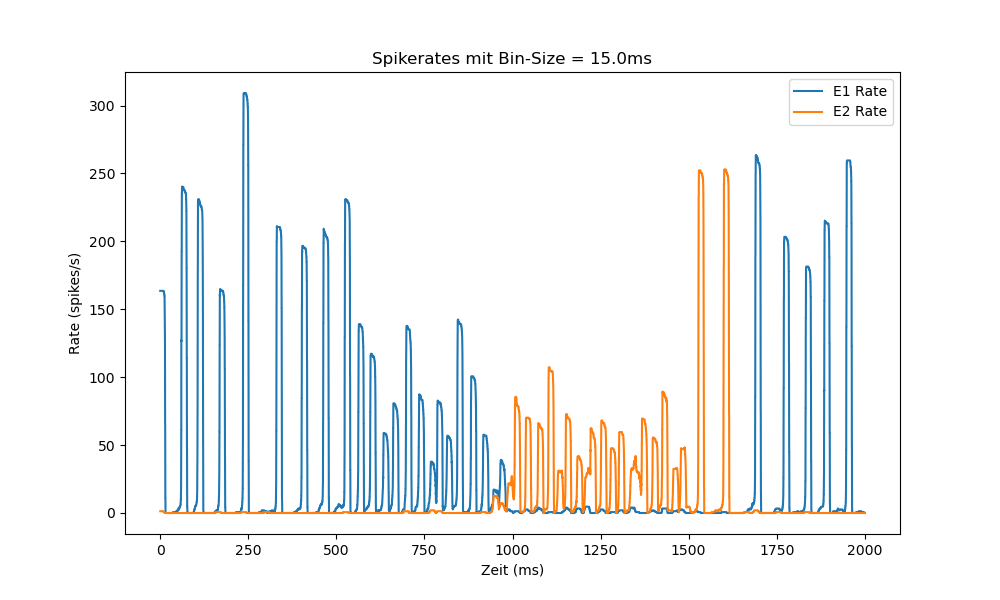 Spikerates mit Bin-Size = 15.0ms
E1 Rate
E2 Rate
Rate (spikes/s)
300
250
200
150
100
50
0
0 250 500 750 1000 1250 1500 1750 2000
Zeit (ms)